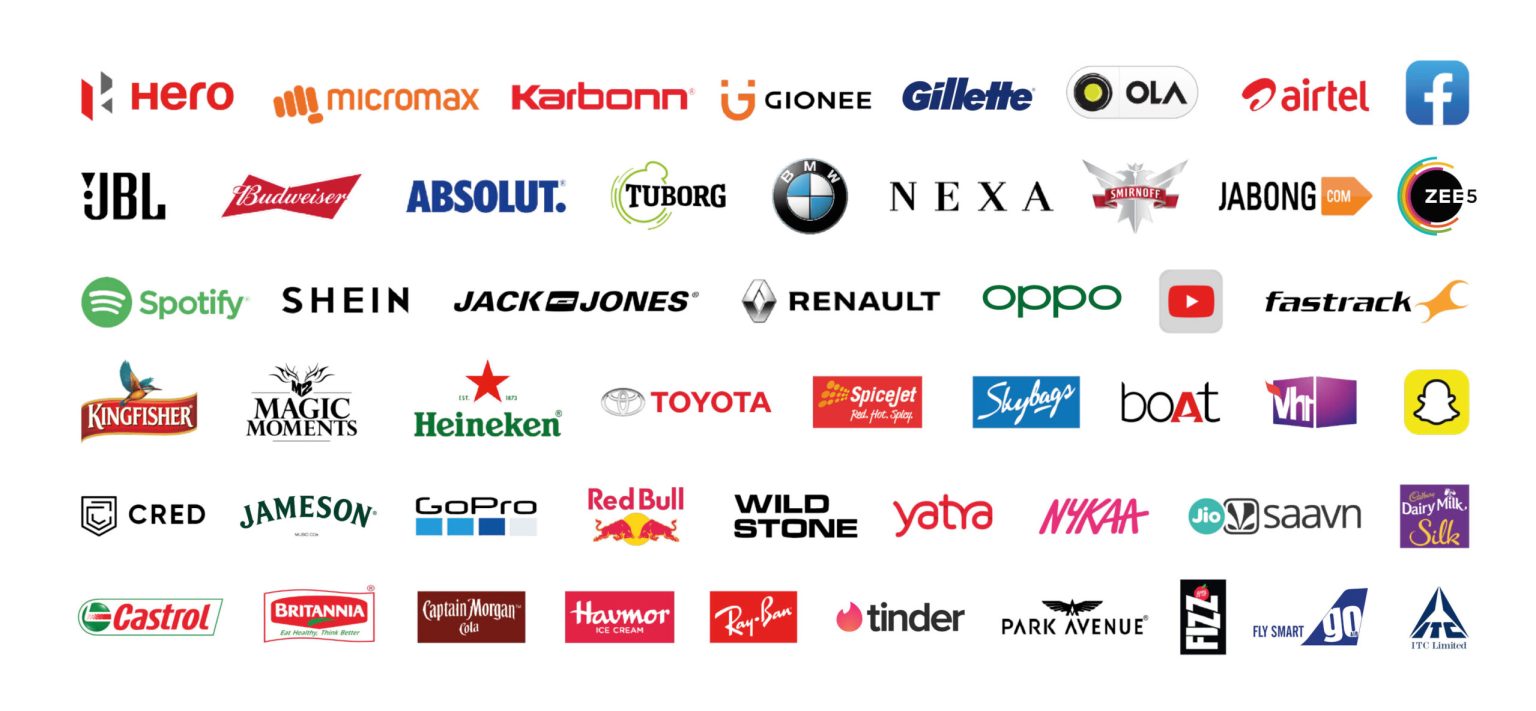 Hero
micromax
Karbonn®
GIONEE
Gillette®
OLA
airtel
f
JBL
Budweiser
ABSOLUT.®
TUBORG
BMW
NEXA
SMIRNOFF
JABONG COM
ZEE5
Spotify®
SHEIN
JACK JONES®
RENAULT
oppo
fastrack
KINGFISHER
M2
MAGIC
MOMENTS
EST. 1873
Heineken®
TOYOTA
SpiceJet
Red. Hot. Spicy.
Skybags
boAt
vh1
CRED
JAMESON®
GoPro
Red Bull
WILD
STONE
yatra
NYKAA
Jio saavn
Cadbury
Dairy Milk
Silk
Castrol
BRITANNIA®
Eat Healthy, Think Better
Captain Morgan™
Cola
Havmor
ICE CREAM
Ray-Ban
tinder
PARK AVENUE®
FIZZ
FLY SMART go AIR
ITC
ITC Limited